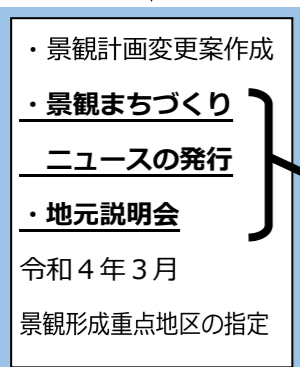 ・景観計画変更案作成
・景観まちづくり
ニュースの発行
・地元説明会
令和４年３月
景観形成重点地区の指定